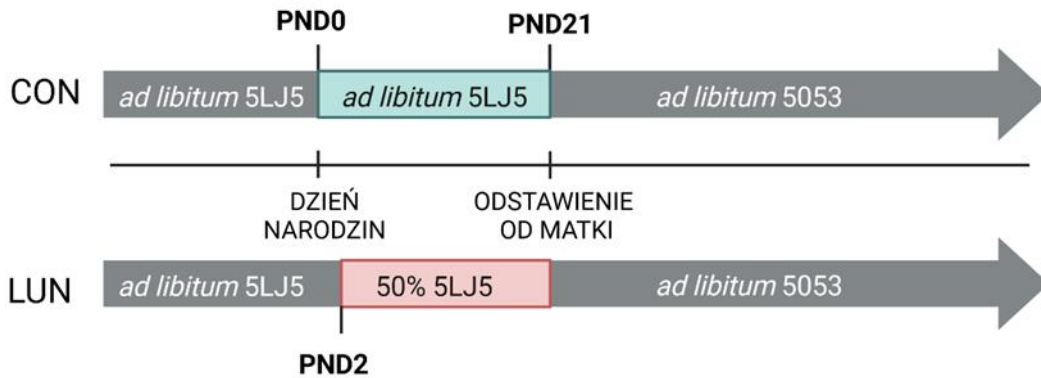 PND0
PND21
CON
ad libitum 5LJ5
ad libitum 5LJ5
ad libitum 5053
DZIEŃ
NARODZIN
ODSTAWIENIE
OD MATKI
LUN
ad libitum 5LJ5
50% 5LJ5
ad libitum 5053
PND2